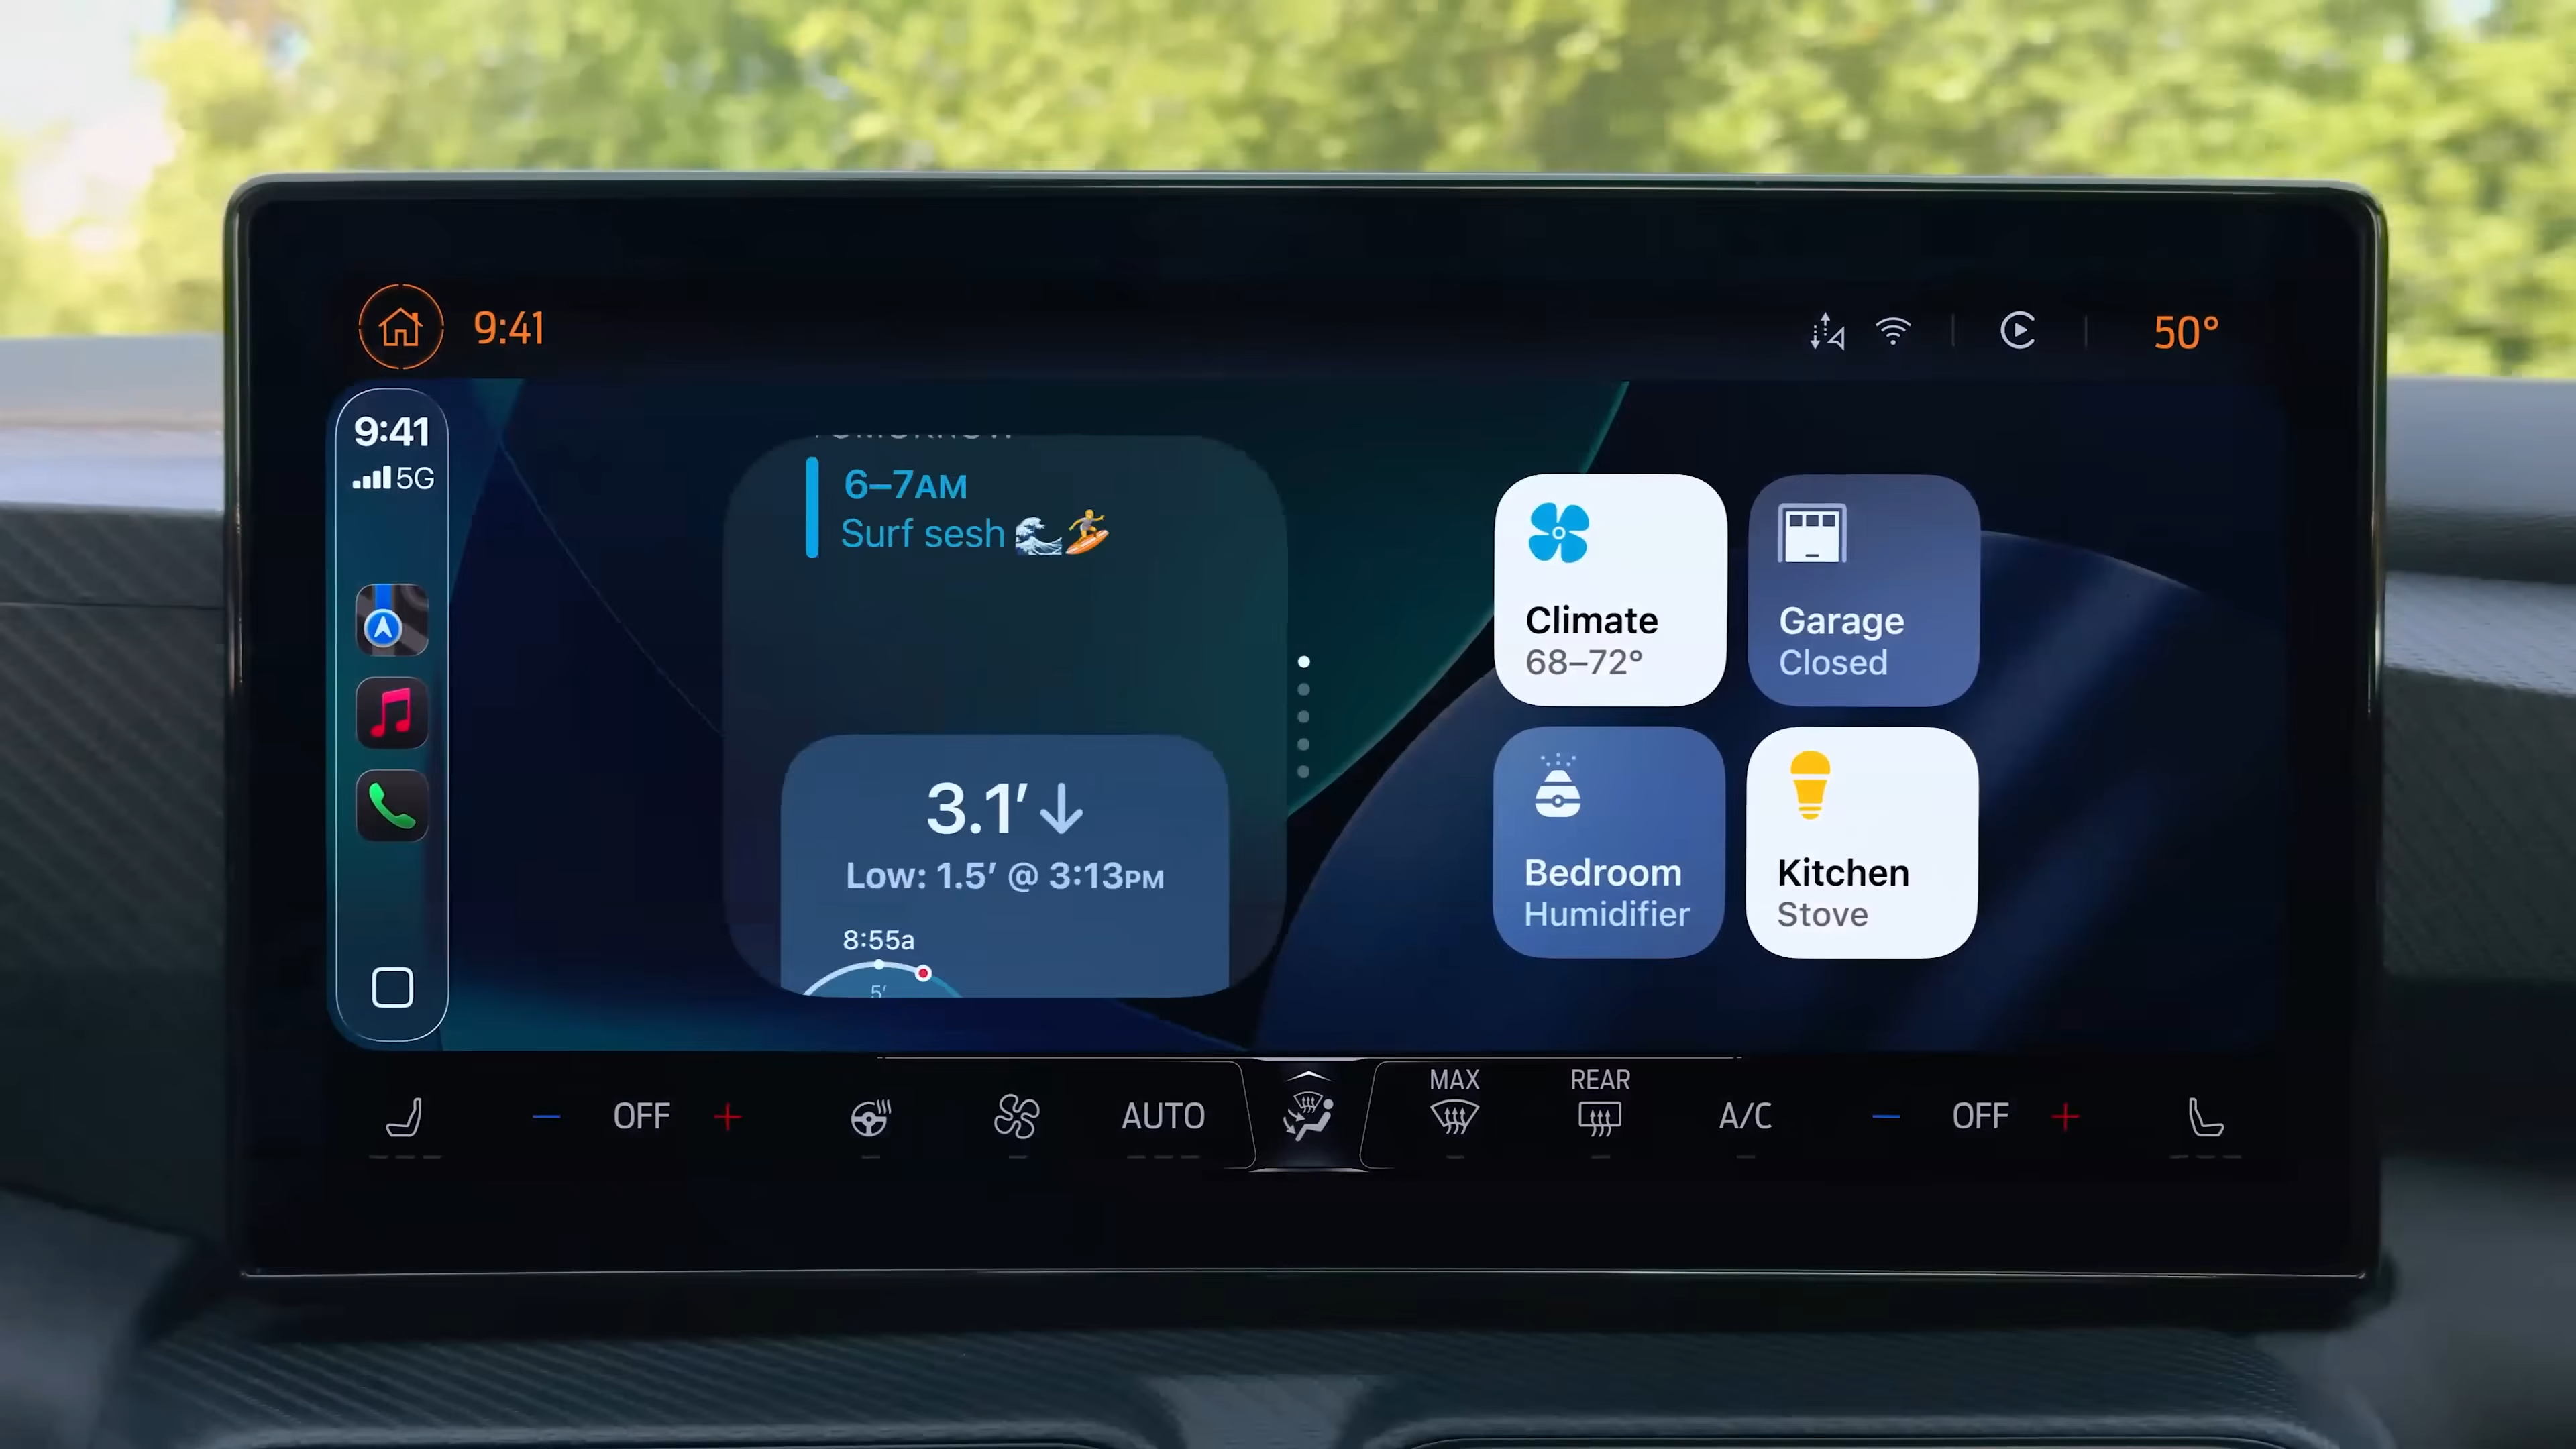 9:41
50°
9:41
5G
6–7AM
Surf sesh 🌊🏄
3.1′↓
Low: 1.5′ @ 3:13PM
8:55a
5′
Climate
68–72°
Garage
Closed
Bedroom
Humidifier
Kitchen
Stove
OFF
AUTO
MAX
REAR
A/C
OFF